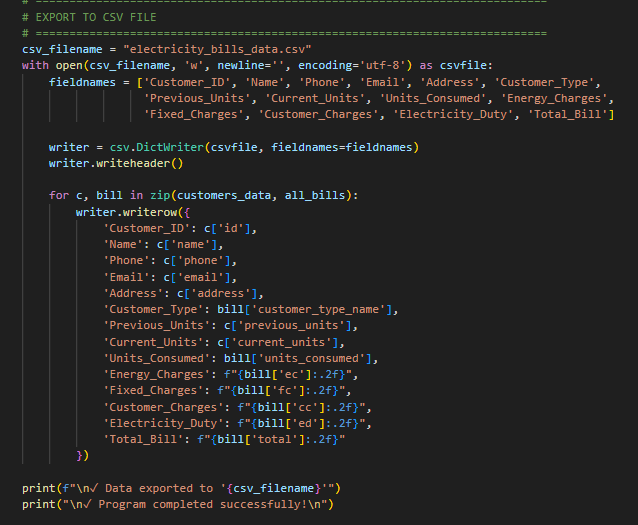 # ============================================================================
# EXPORT TO CSV FILE
# ============================================================================
csv_filename = "electricity_bills_data.csv"
with open(csv_filename, 'w', newline='', encoding='utf-8') as csvfile:
    fieldnames = ['Customer_ID', 'Name', 'Phone', 'Email', 'Address', 'Customer_Type',
                  'Previous_Units', 'Current_Units', 'Units_Consumed', 'Energy_Charges',
                  'Fixed_Charges', 'Customer_Charges', 'Electricity_Duty', 'Total_Bill']

    writer = csv.DictWriter(csvfile, fieldnames=fieldnames)
    writer.writeheader()

    for c, bill in zip(customers_data, all_bills):
        writer.writerow({
            'Customer_ID': c['id'],
            'Name': c['name'],
            'Phone': c['phone'],
            'Email': c['email'],
            'Address': c['address'],
            'Customer_Type': bill['customer_type_name'],
            'Previous_Units': c['previous_units'],
            'Current_Units': c['current_units'],
            'Units_Consumed': bill['units_consumed'],
            'Energy_Charges': f"{bill['ec']:.2f}",
            'Fixed_Charges': f"{bill['fc']:.2f}",
            'Customer_Charges': f"{bill['cc']:.2f}",
            'Electricity_Duty': f"{bill['ed']:.2f}",
            'Total_Bill': f"{bill['total']:.2f}"
        })

print(f"\n✓ Data exported to '{csv_filename}'")
print("\n✓ Program completed successfully!\n")